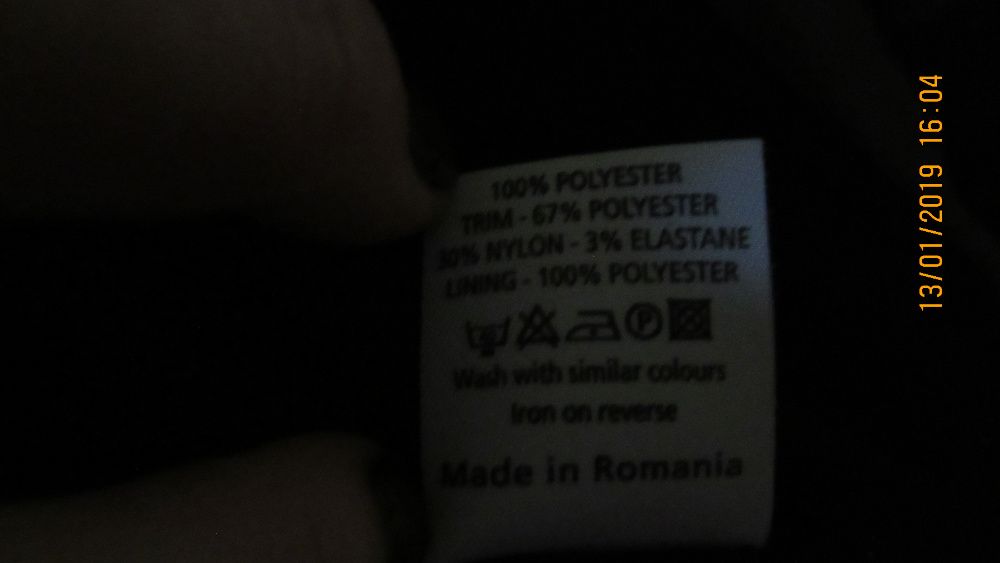 100% POLYESTER
TRIM - 67% POLYESTER
30% NYLON - 3% ELASTANE
LINING - 100% POLYESTER
P
Wash with similar colours
Iron on reverse
Made in Romania
13/01/2019 16:04